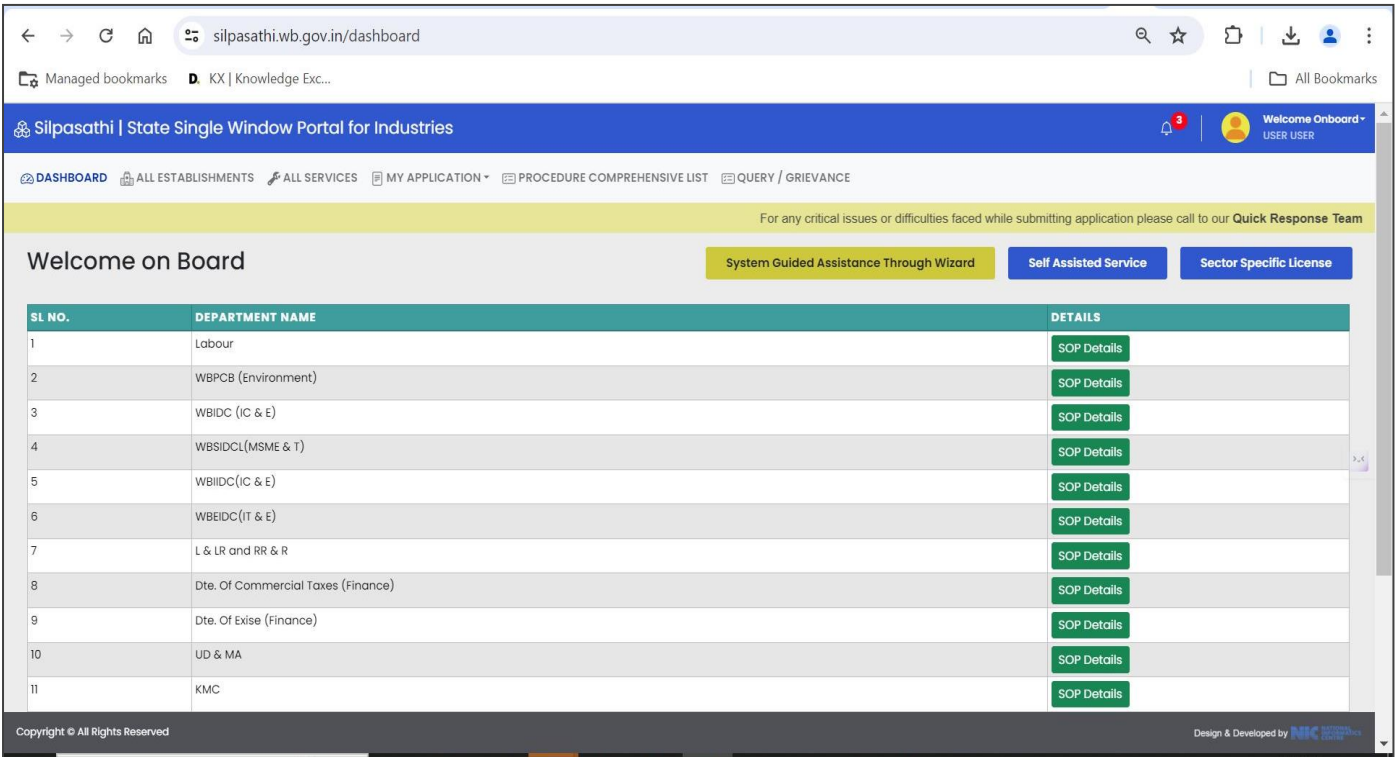 silpasathi.wb.gov.in/dashboard
Managed bookmarks D. KX | Knowledge Exc... All Bookmarks
Silpasathi | State Single Window Portal for Industries 3 Welcome Onboard
USER USER
DASHBOARD ALL ESTABLISHMENTS ALL SERVICES MY APPLICATION PROCEDURE COMPREHENSIVE LIST QUERY / GRIEVANCE
For any critical issues or difficulties faced while submitting application please call to our Quick Response Team
Welcome on Board System Guided Assistance Through Wizard Self Assisted Service Sector Specific License
SL NO. DEPARTMENT NAME DETAILS
1 Labour SOP Details
2 WBPCB (Environment) SOP Details
3 WBIDC (IC & E) SOP Details
4 WBSIDCL(MSME & T) SOP Details
5 WBIIDC(IC & E) SOP Details
6 WBEIDC(IT & E) SOP Details
7 L & LR and RR & R SOP Details
8 Dte. Of Commercial Taxes (Finance) SOP Details
9 Dte. Of Exise (Finance) SOP Details
10 UD & MA SOP Details
11 KMC SOP Details
Copyright © All Rights Reserved Design & Developed by NIC NATIONAL INFORMATICS CENTRE